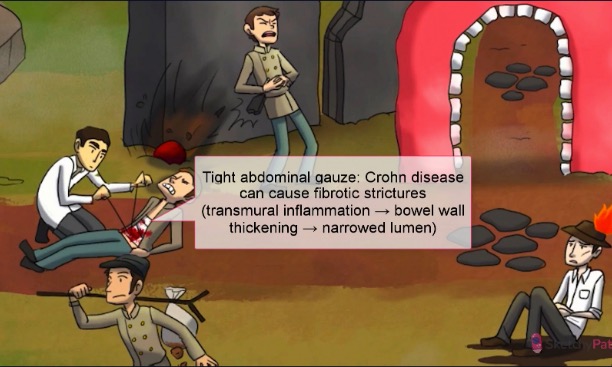 Tight abdominal gauze: Crohn disease
can cause fibrotic strictures
(transmural inflammation → bowel wall
thickening → narrowed lumen)